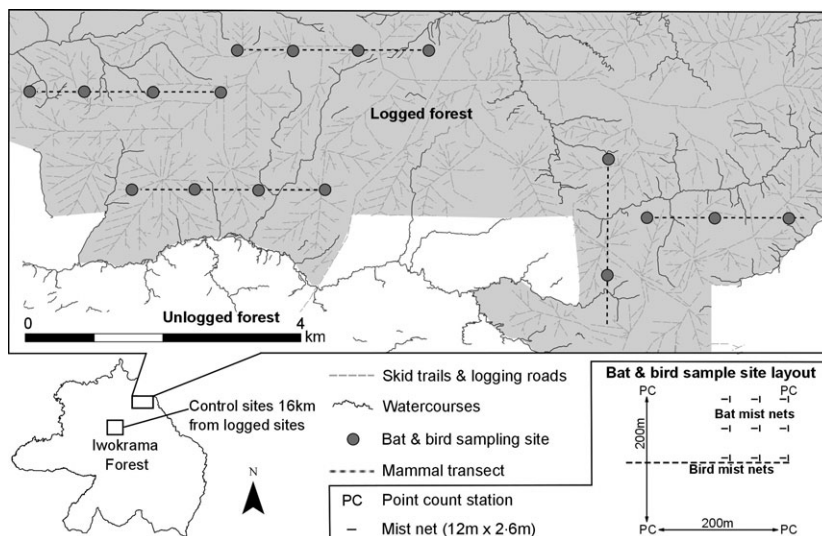 Logged forest
0
4
km
Unlogged forest
Control sites 16km
from logged sites
Iwokrama
Forest
N
Skid trails & logging roads
Watercourses
Bat & bird sampling site
Mammal transect
PC Point count station
Mist net (12m x 2·6m)
Bat & bird sample site layout
PC PC
Bat mist nets
200m
Bird mist nets
PC 200m PC